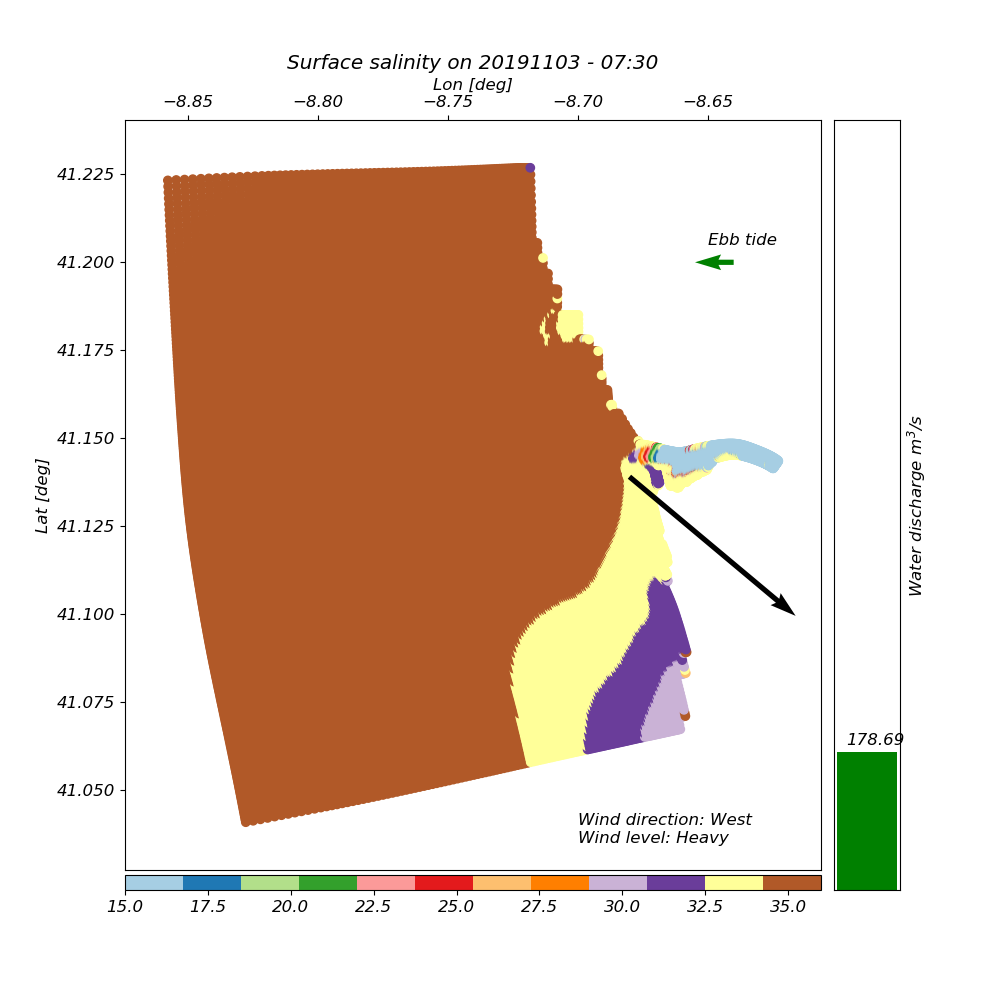 Surface salinity on 20191103 - 07:30
Lon [deg]
−8.85 −8.80 −8.75 −8.70 −8.65
41.225
41.200
41.175
41.150
41.125
41.100
41.075
41.050
Lat [deg]
Ebb tide
Wind direction: West
Wind level: Heavy
Water discharge m³/s
178.69
15.0 17.5 20.0 22.5 25.0 27.5 30.0 32.5 35.0